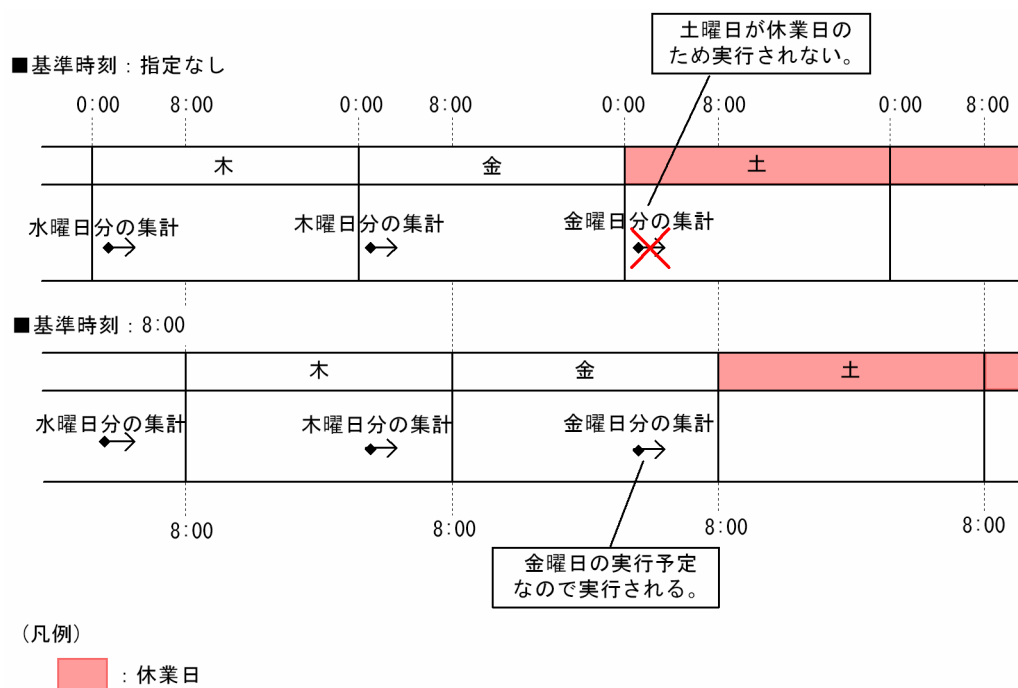 土曜日が休業日の
ため実行されない。
■基準時刻：指定なし
0:00 8:00 0:00 8:00 0:00 8:00 0:00 8:00
木 金 土
水曜日分の集計 木曜日分の集計 金曜日分の集計
■基準時刻：8:00
木 金 土
水曜日分の集計 木曜日分の集計 金曜日分の集計
8:00 8:00 8:00 8:00
金曜日の実行予定
なので実行される。
(凡例)
：休業日